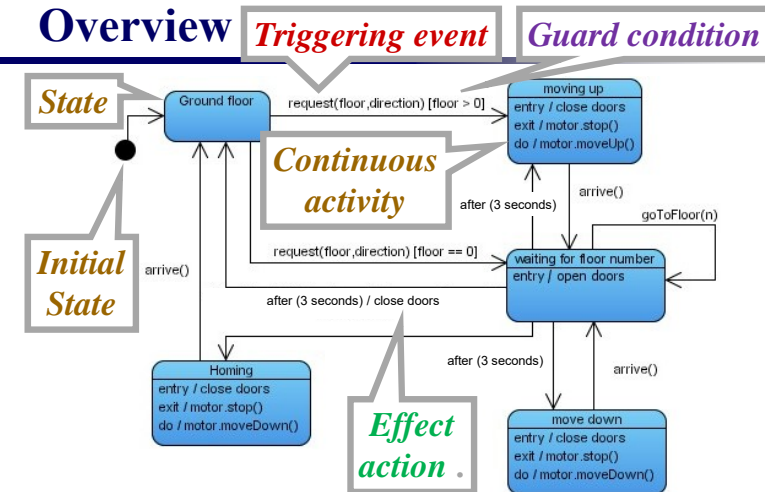 Overview
Triggering event
Guard condition
State
Ground floor
request(floor,direction) [floor > 0]
moving up
entry / close doors
exit / motor.stop()
do / motor.moveUp()
Continuous
activity
after (3 seconds)
arrive()
goToFloor(n)
Initial
State
arrive()
request(floor,direction) [floor == 0]
waiting for floor number
entry / open doors
after (3 seconds) / close doors
Homing
entry / close doors
exit / motor.stop()
do / motor.moveDown()
after (3 seconds)
arrive()
Effect
action .
move down
entry / close doors
exit / motor.stop()
do / motor.moveDown()